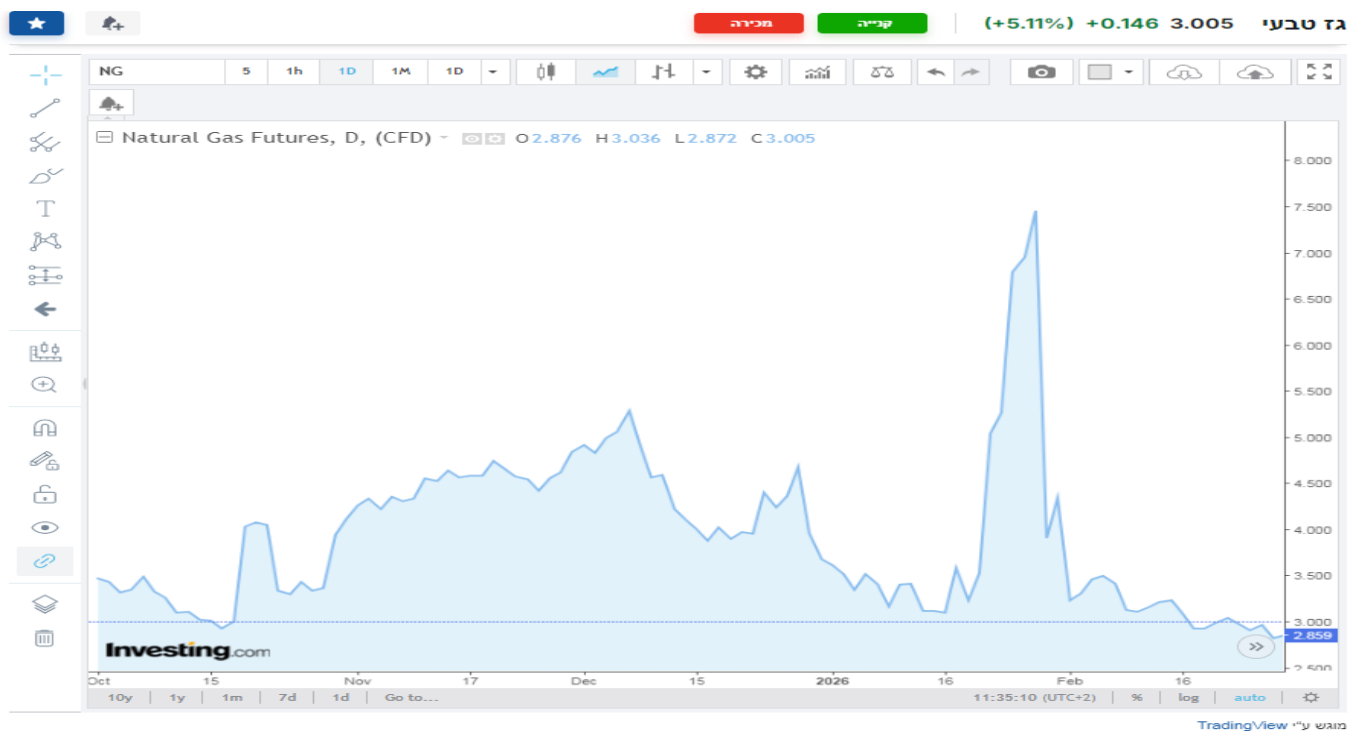 גז טבעי 3.005 +0.146 (+5.11%) קנייה מכירה
NG 5 1h 1D 1M 1D
Natural Gas Futures, D, (CFD) O2.876 H3.036 L2.872 C3.005
8.000
7.500
7.000
6.500
6.000
5.500
5.000
4.500
4.000
3.500
3.000
2.859
2.500
Investing.com
Oct 15 Nov 17 Dec 15 2026 16 Feb 16
10y 1y 1m 7d 1d Go to... 11:35:10 (UTC+2) % log auto
מוגש ע"י TradingView